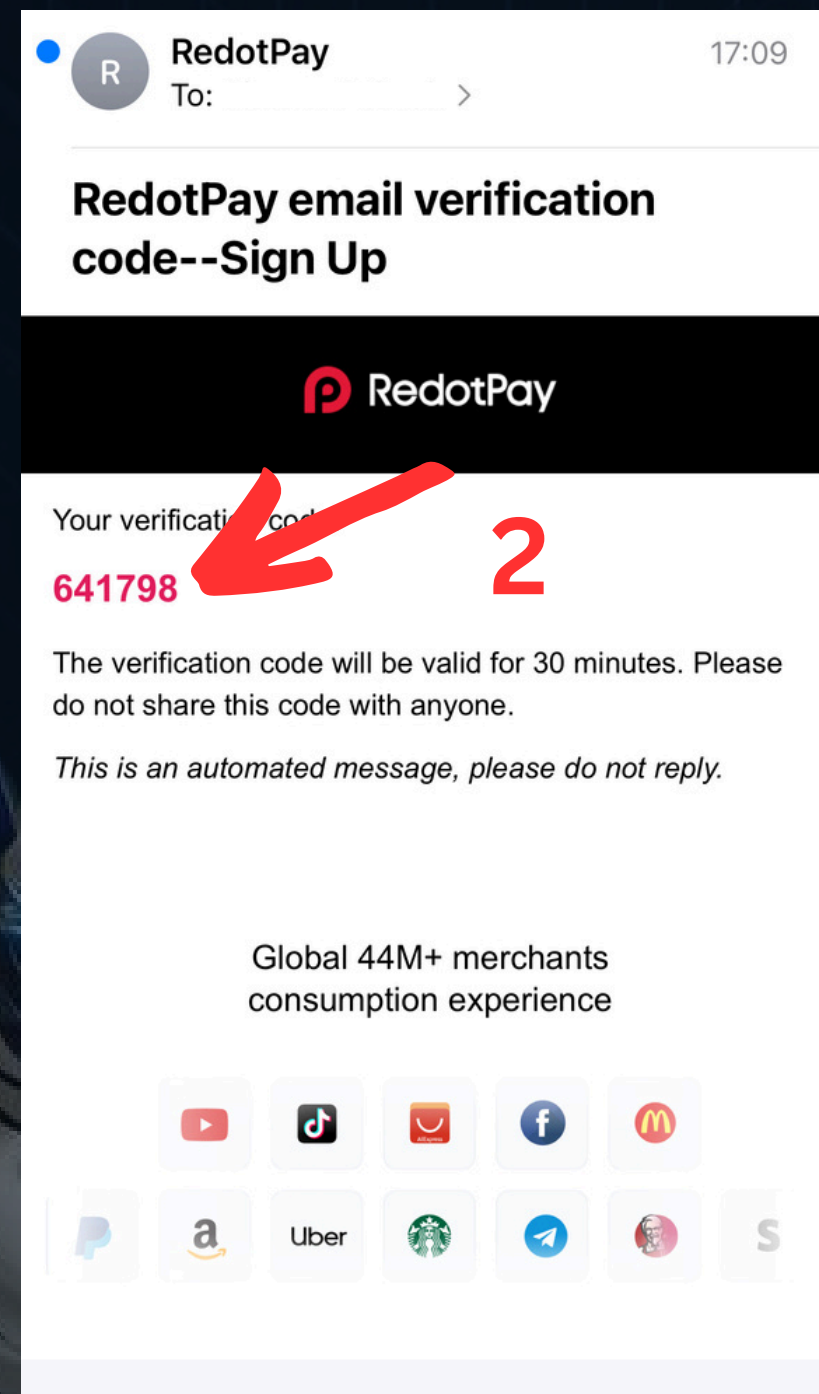 R
RedotPay
17:09
To:
RedotPay email verification
code--Sign Up
RedotPay
Your
641798
2
The verification code will be valid for 30 minutes. Please
do not share this code with anyone.
This is an automated message, please do not reply.
Global 44M+ merchants
consumption experience
AliExpress
a
Uber
S